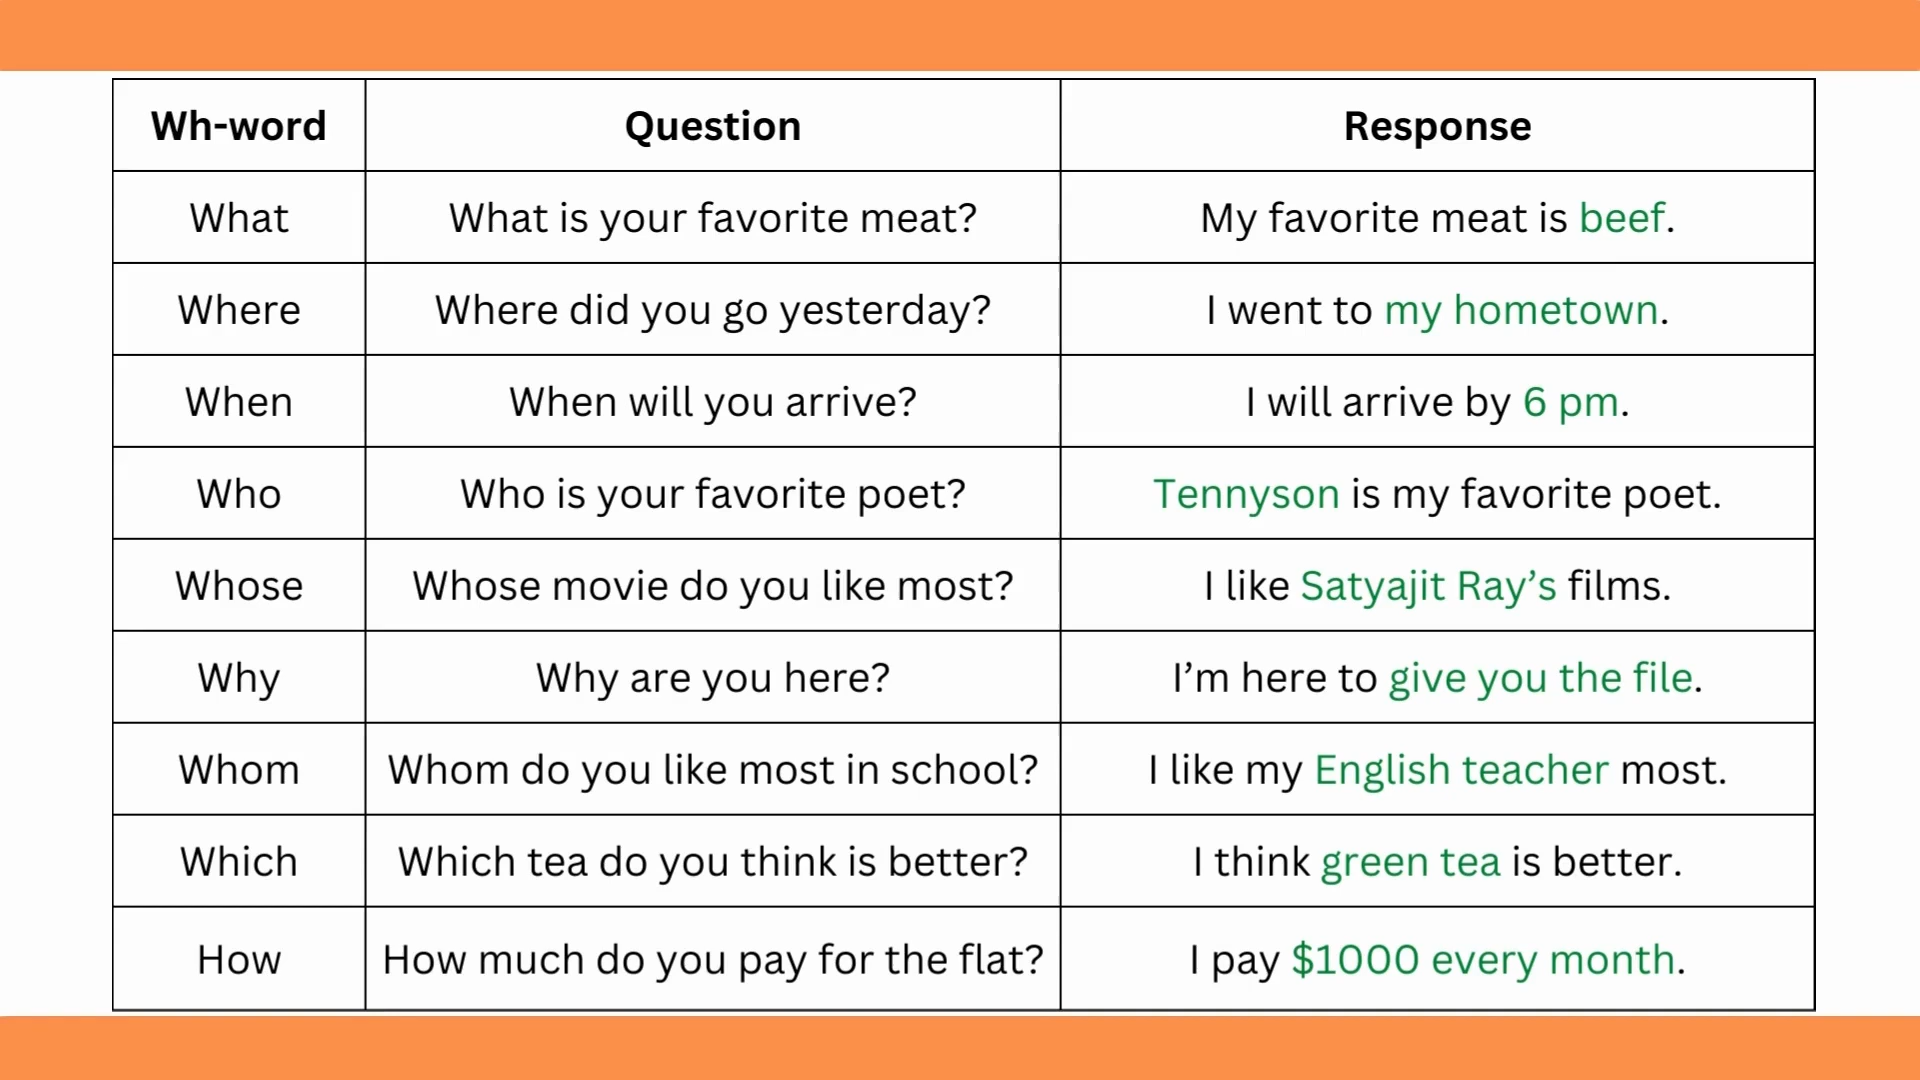 Wh-word Question Response
What What is your favorite meat? My favorite meat is beef.
Where Where did you go yesterday? I went to my hometown.
When When will you arrive? I will arrive by 6 pm.
Who Who is your favorite poet? Tennyson is my favorite poet.
Whose Whose movie do you like most? I like Satyajit Ray’s films.
Why Why are you here? I’m here to give you the file.
Whom Whom do you like most in school? I like my English teacher most.
Which Which tea do you think is better? I think green tea is better.
How How much do you pay for the flat? I pay $1000 every month.